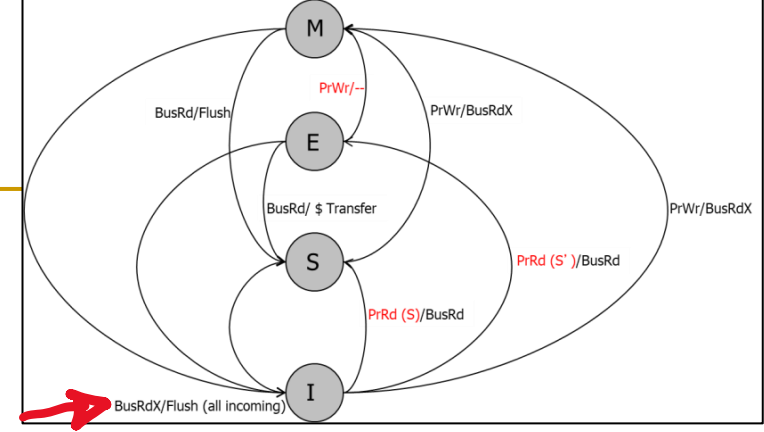 M
PrWr/--
BusRd/Flush
PrWr/BusRdX
E
BusRd/ $ Transfer
PrWr/BusRdX
S
PrRd (S')/BusRd
PrRd (S)/BusRd
I
BusRdX/Flush (all incoming)